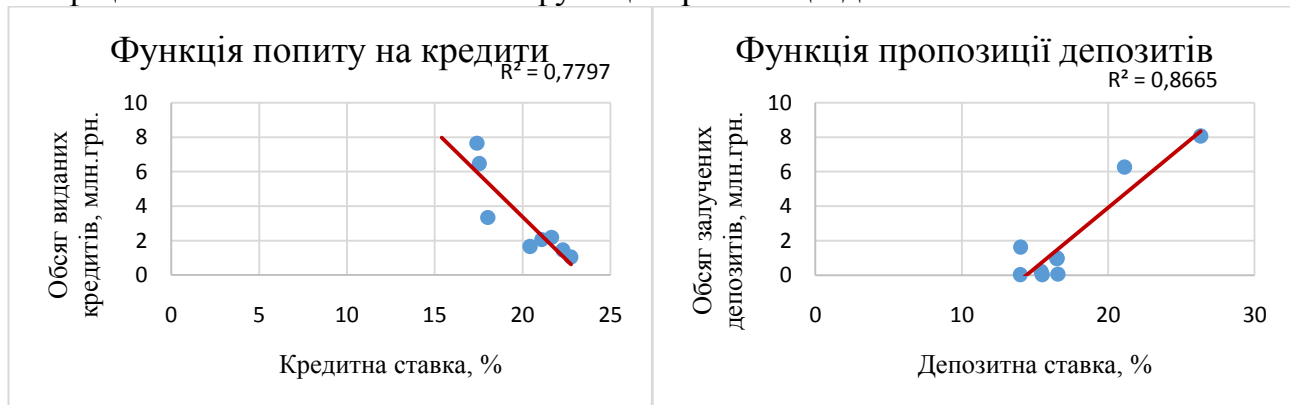 Функція попиту на кредити
R² = 0,7797
10
8
6
4
2
0
0 5 10 15 20 25
Обсяг виданих
кредитів, млн.грн.
Кредитна ставка, %
Функція пропозиції депозитів
R² = 0,8665
10
8
6
4
2
0
0 10 20 30
Обсяг залучених
депозитів, млн.грн.
Депозитна ставка, %